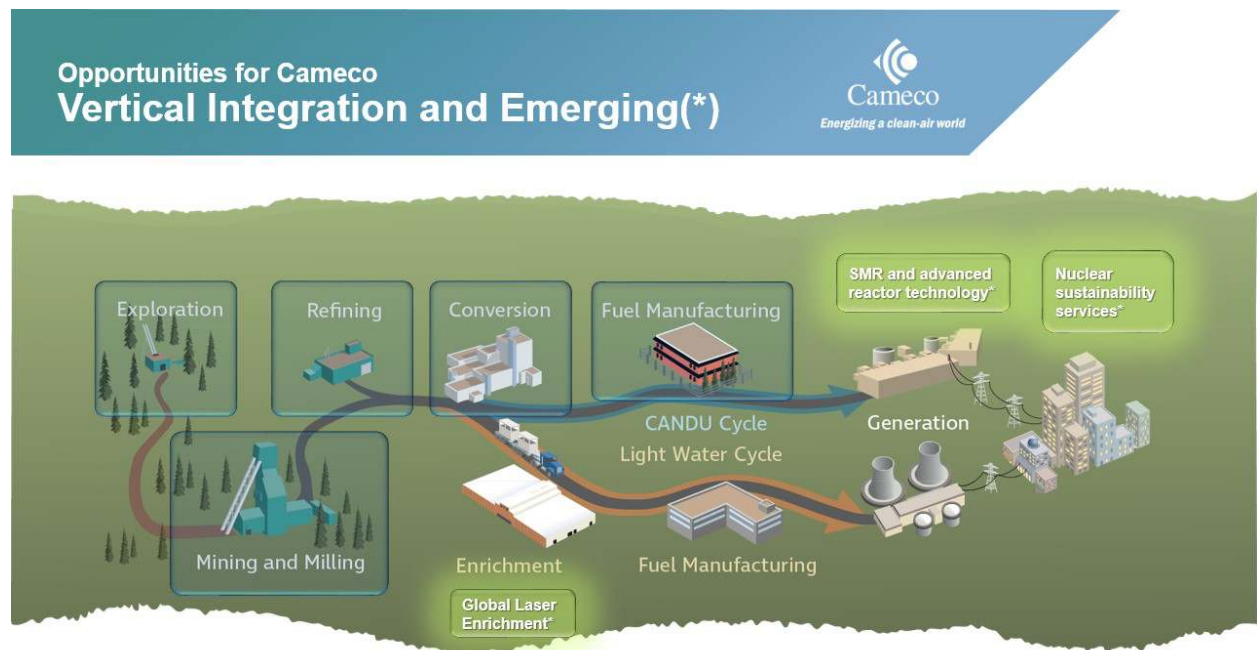 Opportunities for Cameco
Vertical Integration and Emerging(*)
Cameco
Energizing a clean-air world
SMR and advanced
reactor technology*
Nuclear
sustainability
services*
Exploration
Refining
Conversion
Fuel Manufacturing
CANDU Cycle
Light Water Cycle
Generation
Mining and Milling
Enrichment
Fuel Manufacturing
Global Laser
Enrichment*